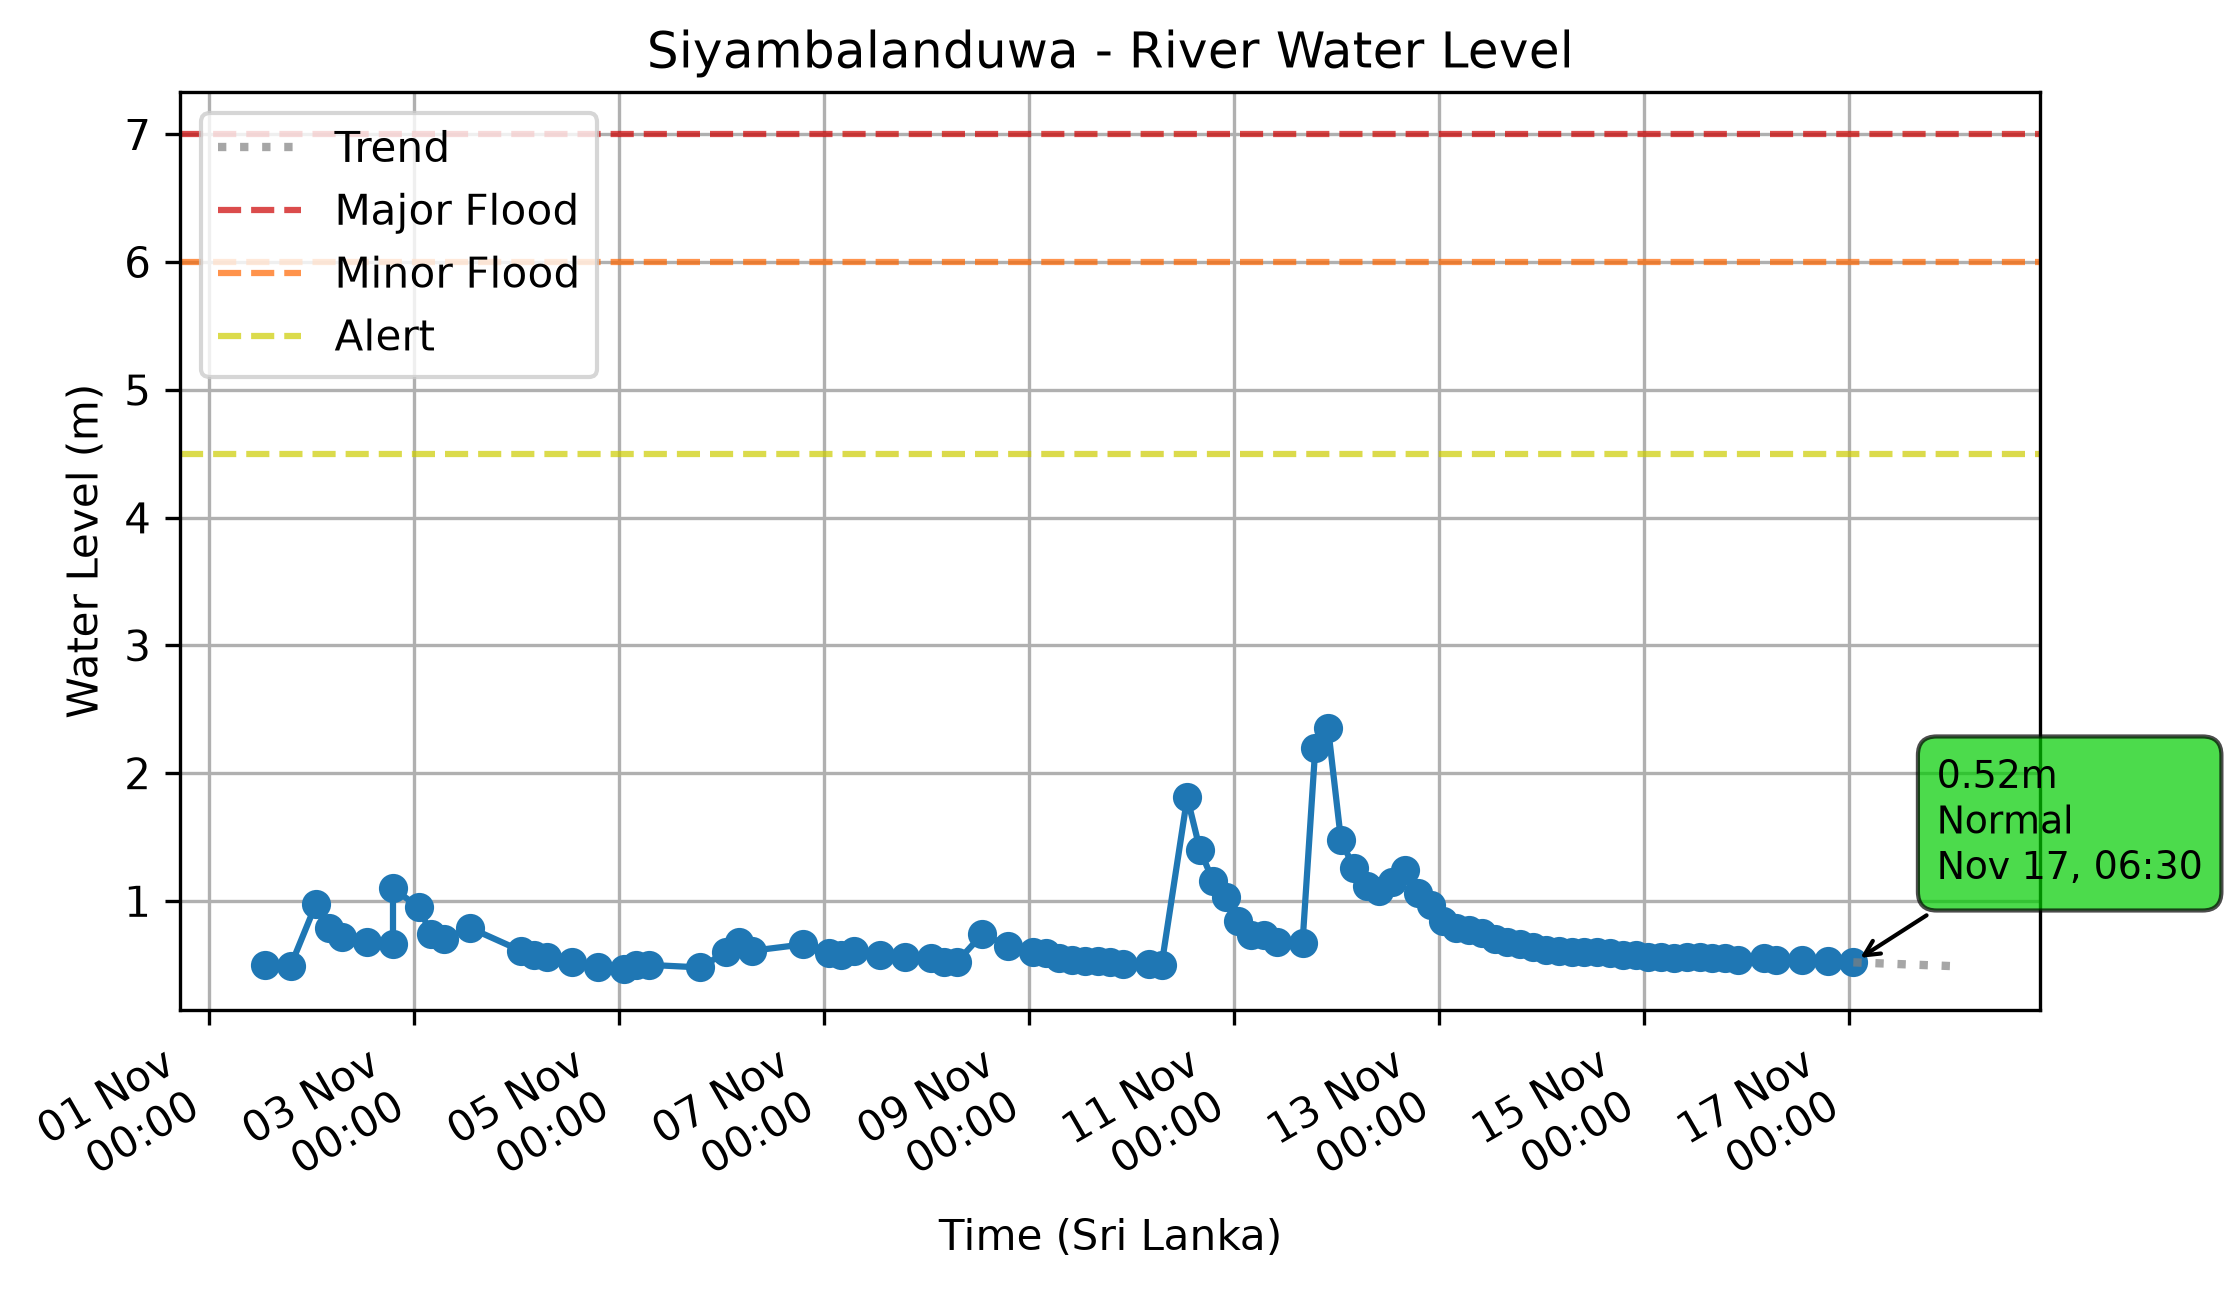 Siyambalanduwa - River Water Level
Trend
Major Flood
Minor Flood
Alert
Water Level (m)
7
6
5
4
3
2
1
0.52m
Normal
Nov 17, 06:30
01 Nov
00:00
03 Nov
00:00
05 Nov
00:00
07 Nov
00:00
09 Nov
00:00
11 Nov
00:00
13 Nov
00:00
15 Nov
00:00
17 Nov
00:00
Time (Sri Lanka)